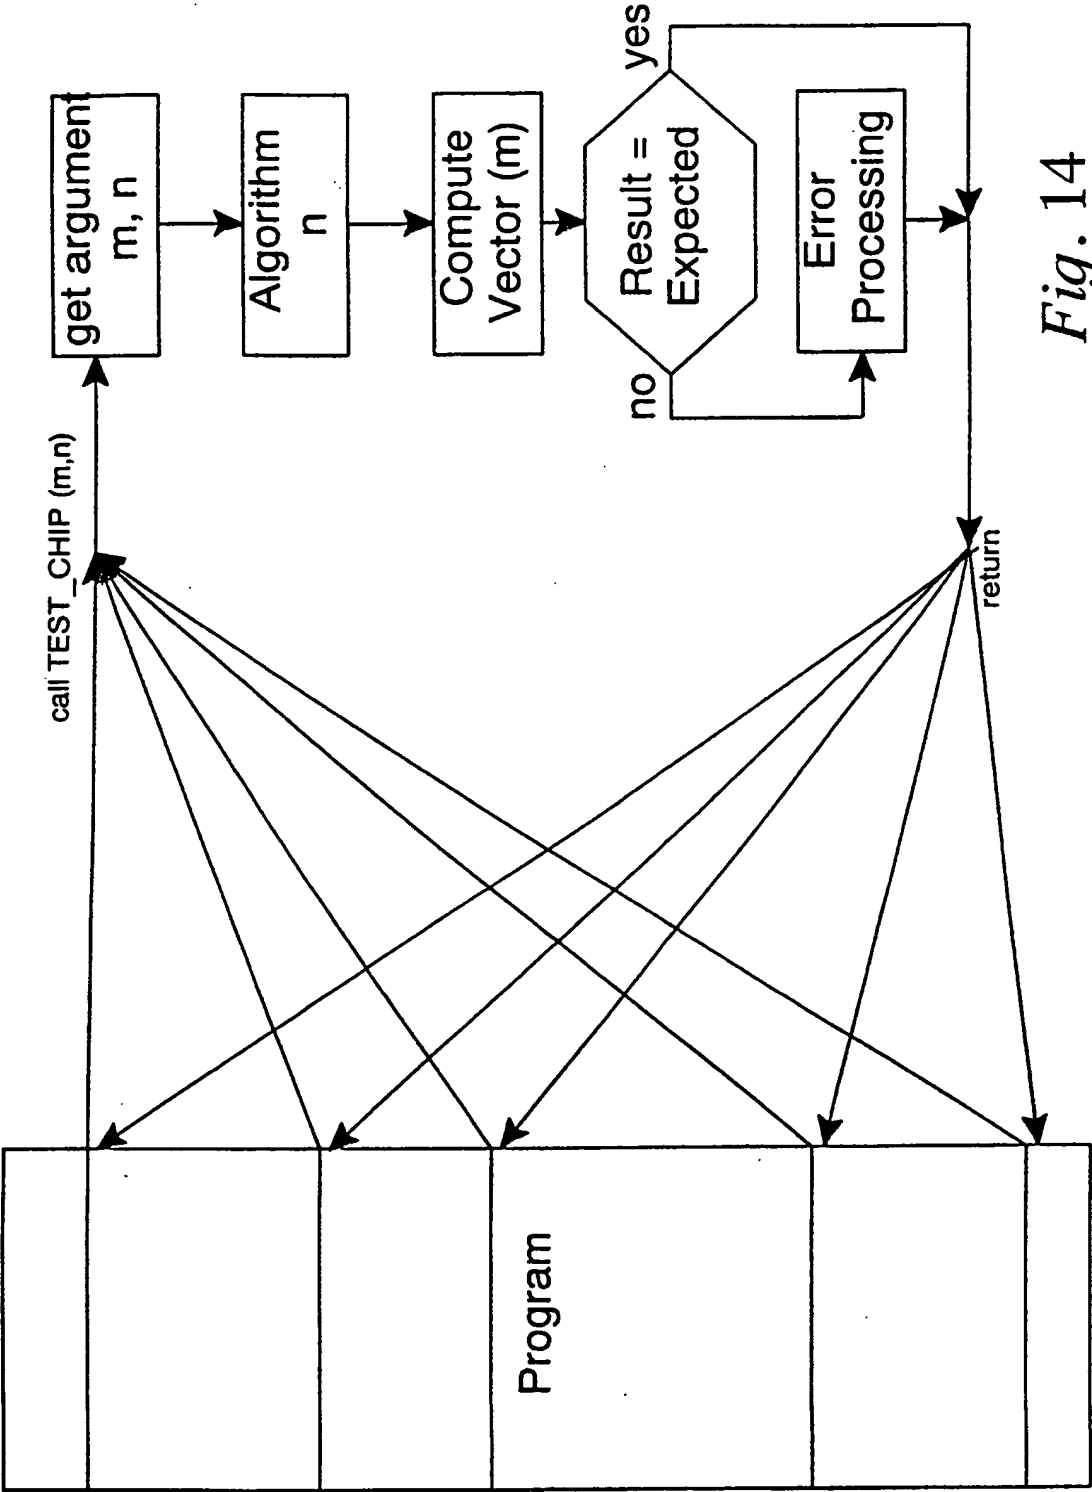 call TEST_CHIP (m,n)
get argument
m, n
Algorithm
n
Compute
Vector (m)
Result =
Expected
yes
no
Error
Processing
return
Program
Fig. 14